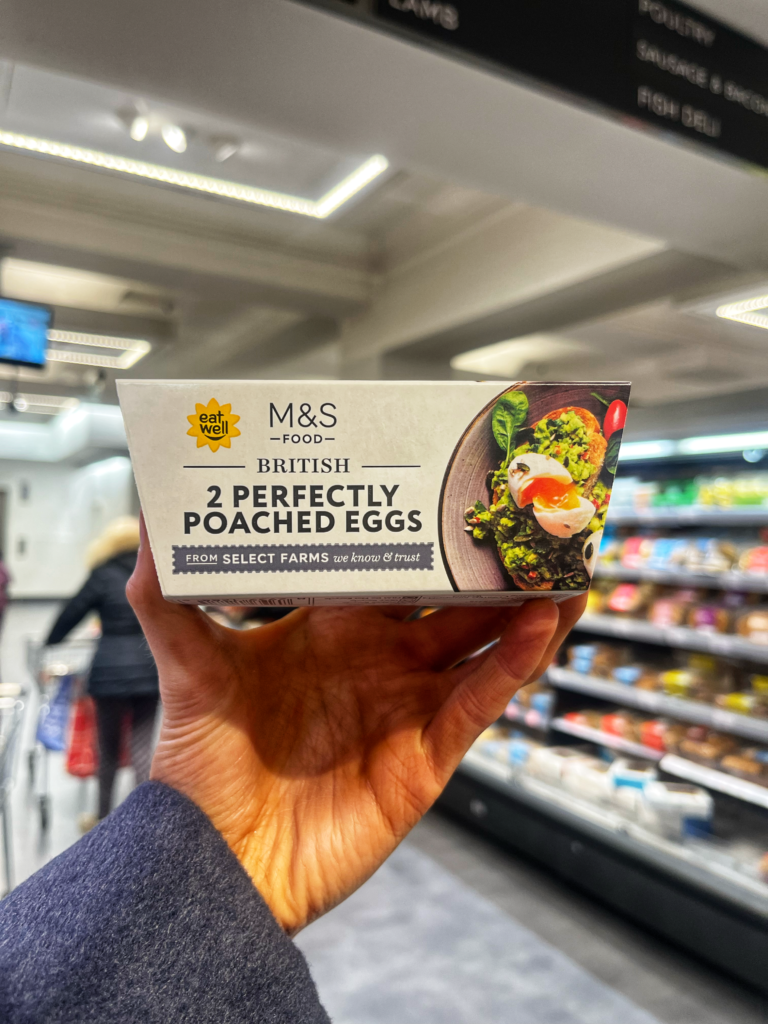 LAMB
POULTRY
SAUSAGE & BACON
FISH DELI
eat
well
M&S
FOOD
BRITISH
2 PERFECTLY
POACHED EGGS
FROM SELECT FARMS we know & trust